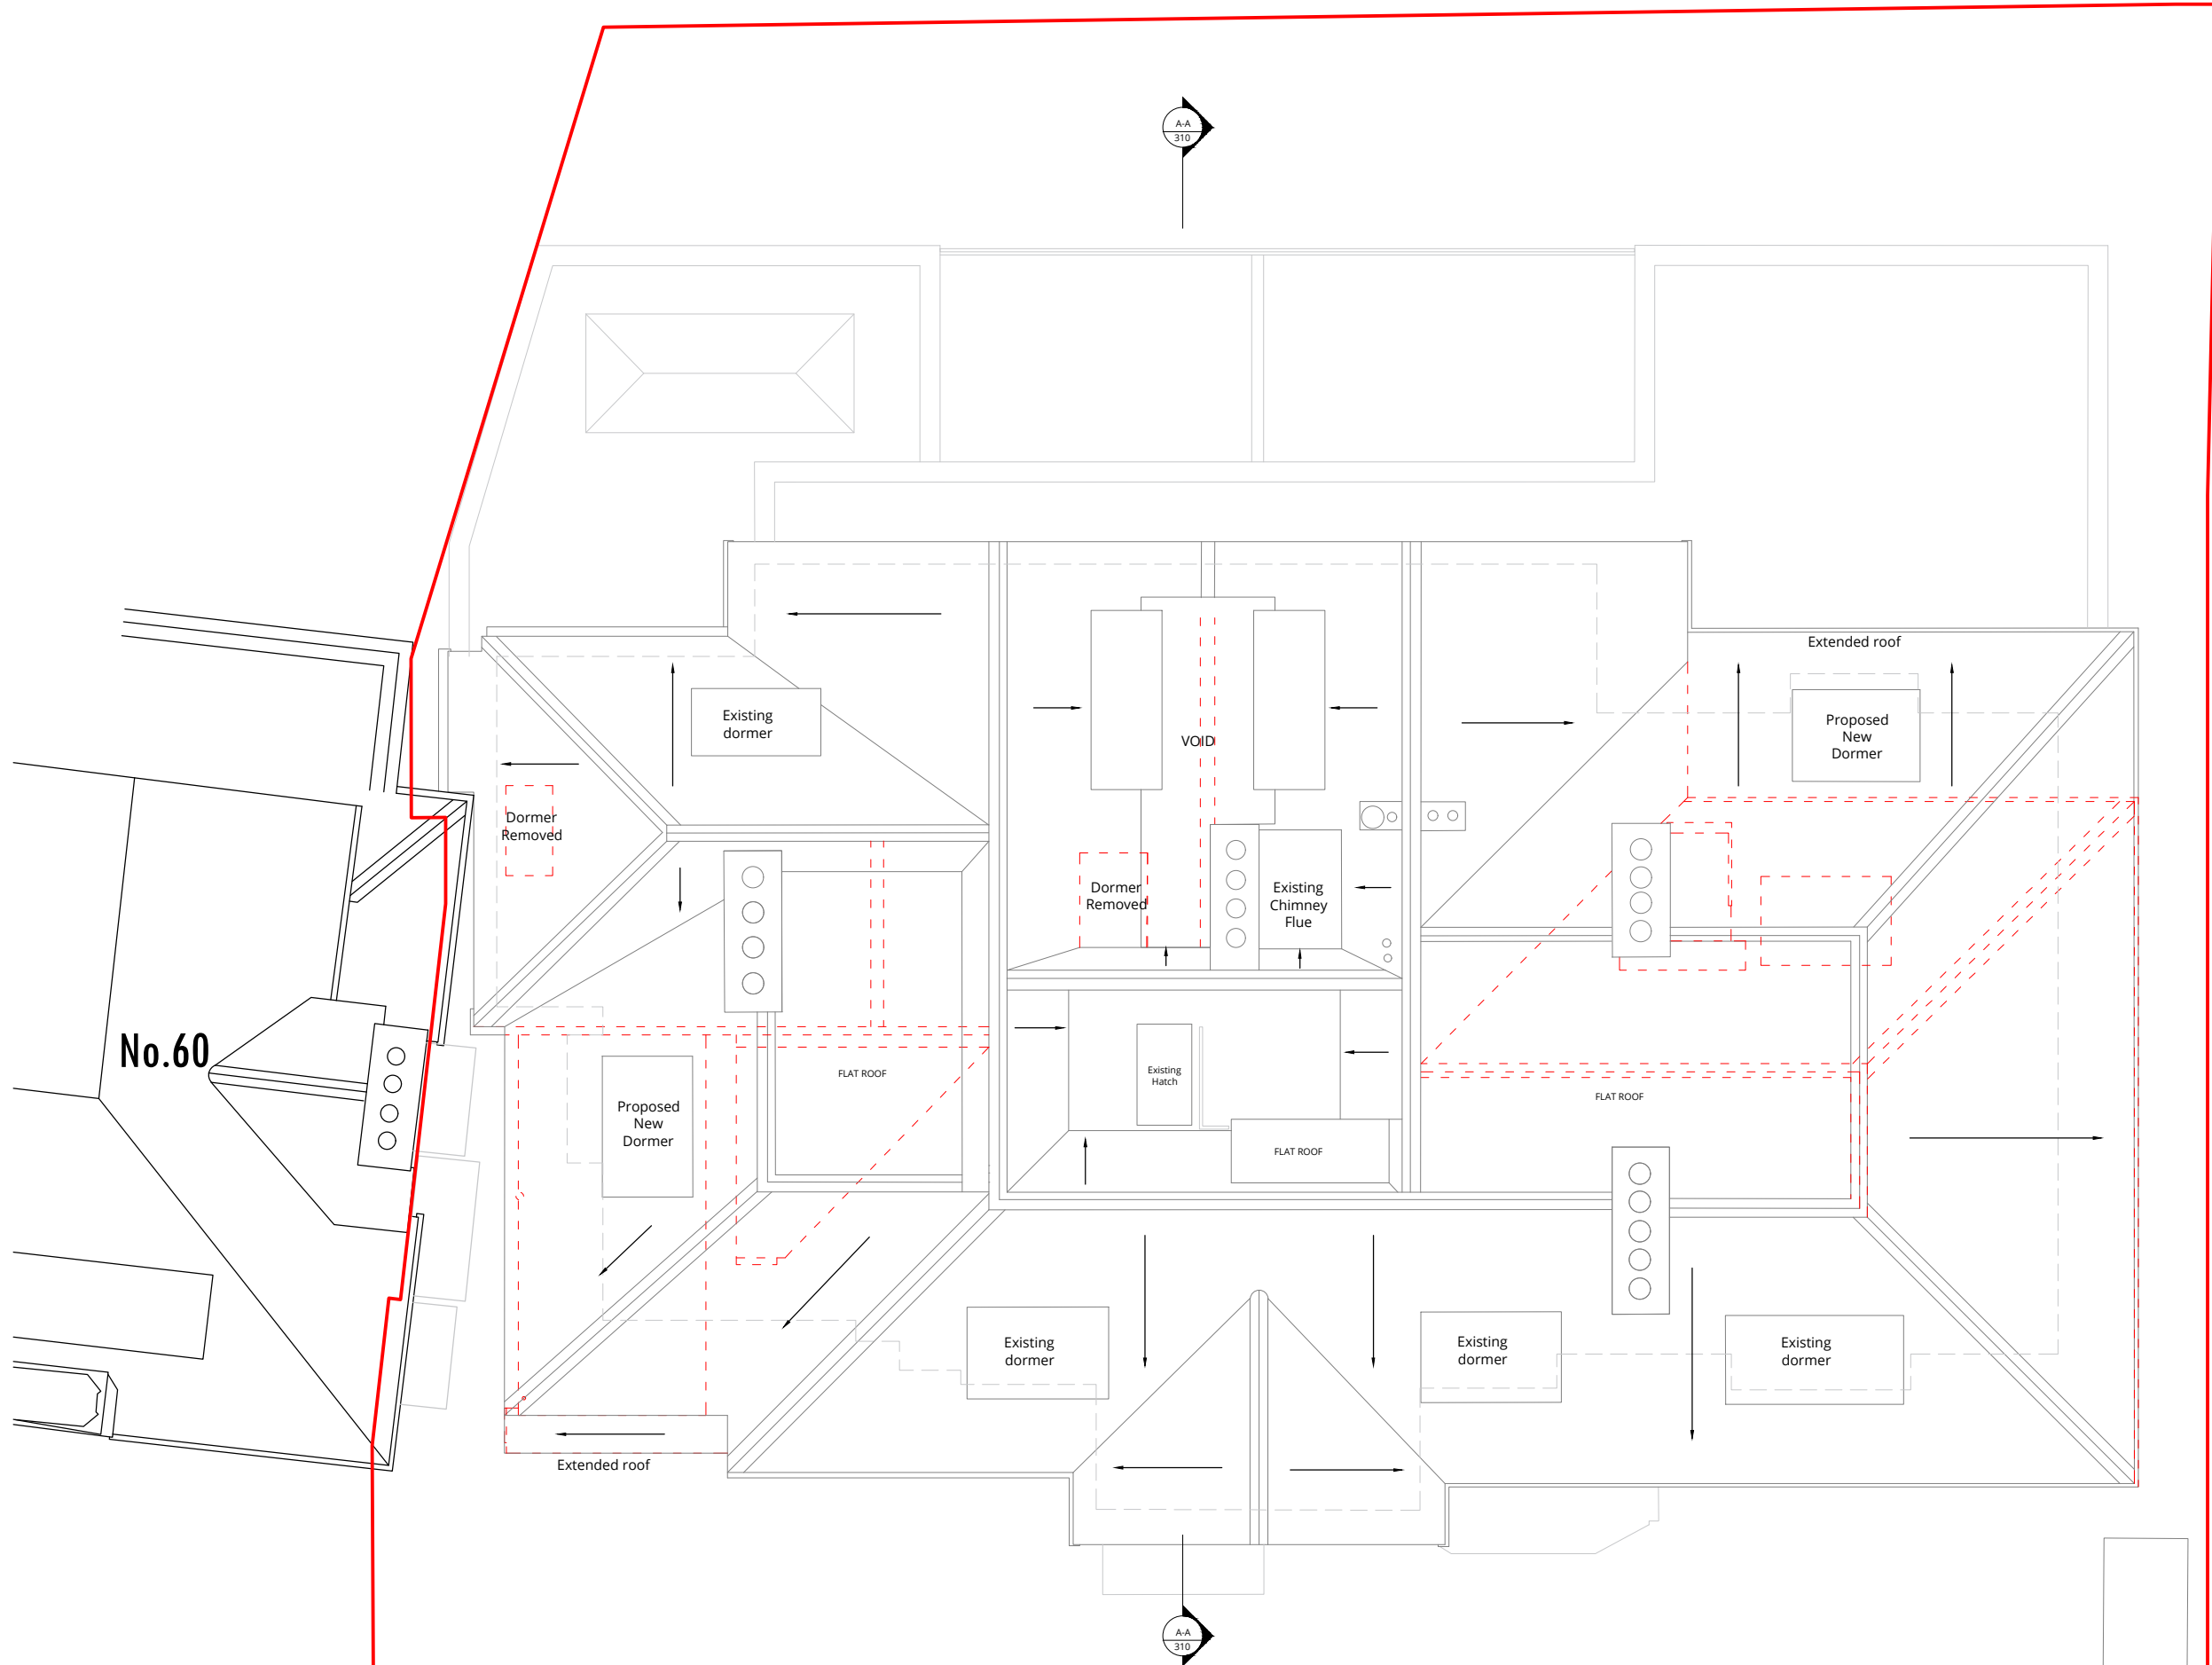 A-A
310
Extended roof
Existing
dormer
Proposed
New
Dormer
VOID
Dormer
Removed
Dormer
Removed
Existing
Chimney
Flue
No.60
FLAT ROOF
Existing
Hatch
FLAT ROOF
Proposed
New
Dormer
FLAT ROOF
Existing
dormer
Existing
dormer
Existing
dormer
Extended roof
A-A
310